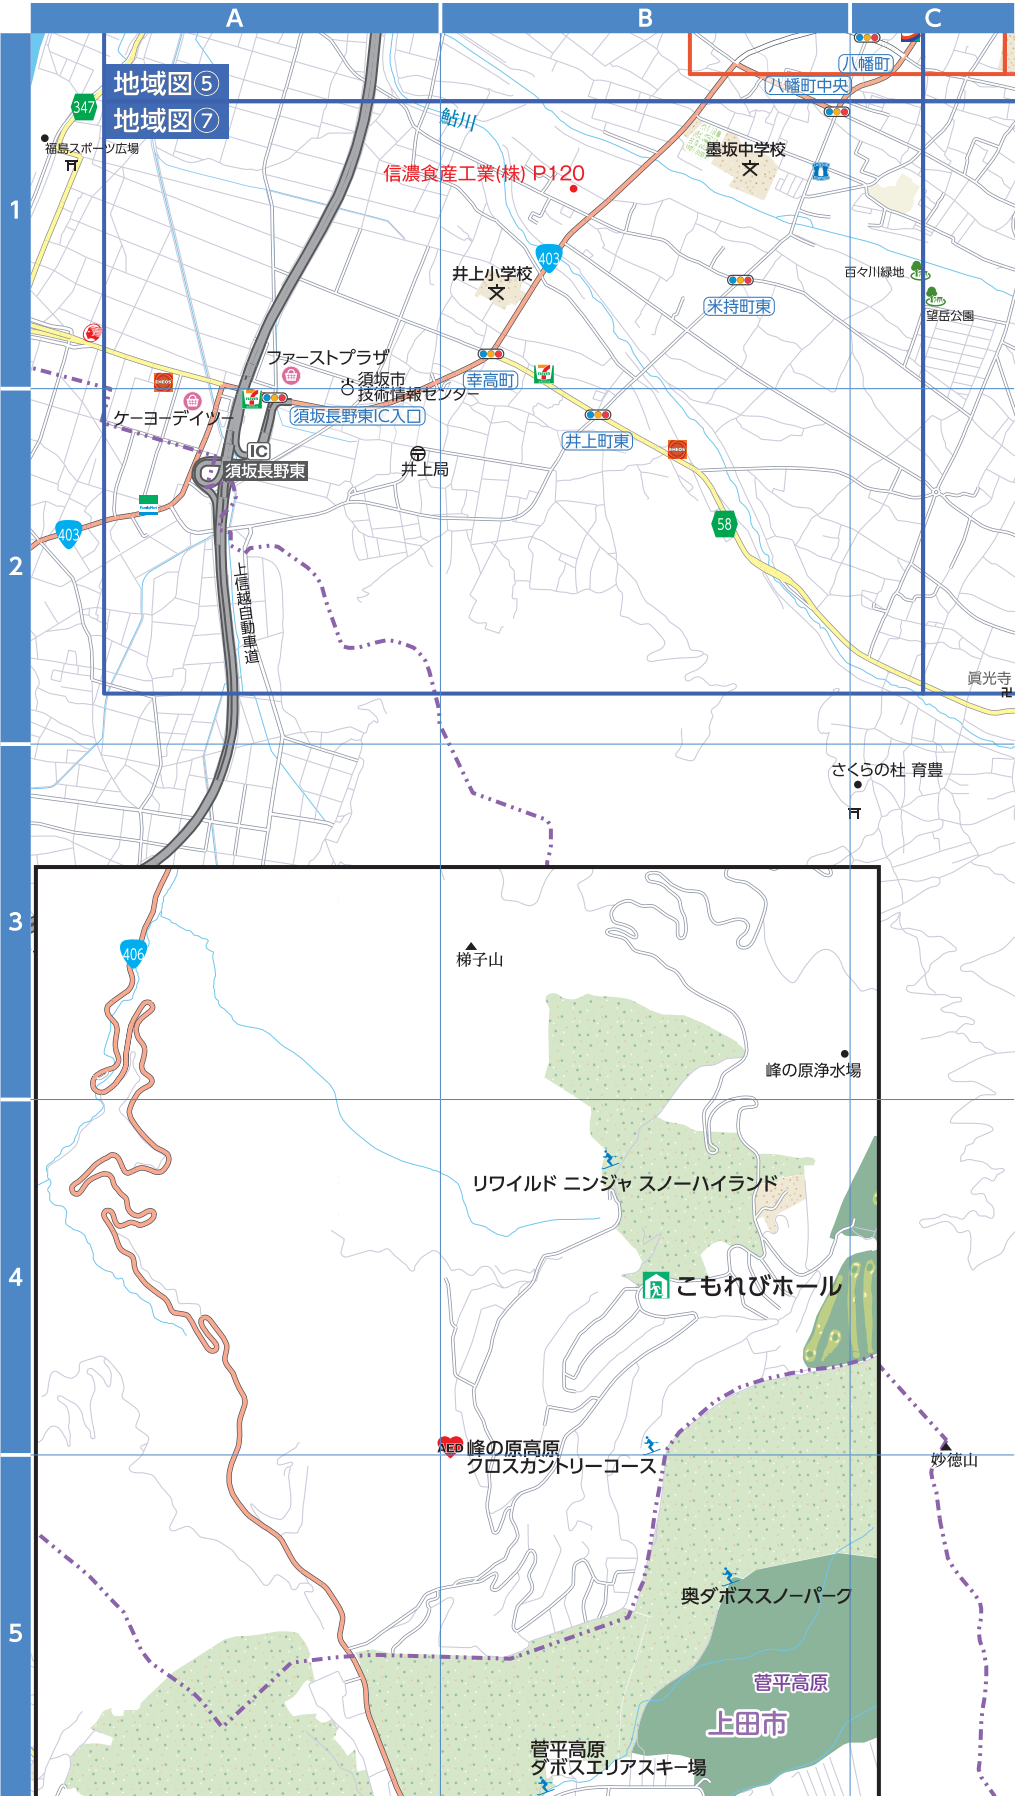 A
B
C
1
2
3
4
5
地域図⑤
地域図⑦
347
福島スポーツ広場
鮎川
八幡町
八幡町中央
墨坂中学校
信濃食産工業(株) P120
403
井上小学校
百々川緑地
望岳公園
米持町東
ファーストプラザ
須坂市
技術情報センター
幸高町
ENEOS
ケーヨーデイツー
須坂長野東IC入口
井上町東
ENEOS
IC
須坂長野東
井上局
FamilyMart
403
58
上信越自動車道
眞光寺
さくらの杜 育豊
406
梯子山
峰の原浄水場
リワイルド ニンジャ スノーハイランド
こもれびホール
AED
峰の原高原
クロスカントリーコース
妙徳山
奥ダボススノーパーク
菅平高原
上田市
菅平高原
ダボスエリアスキー場